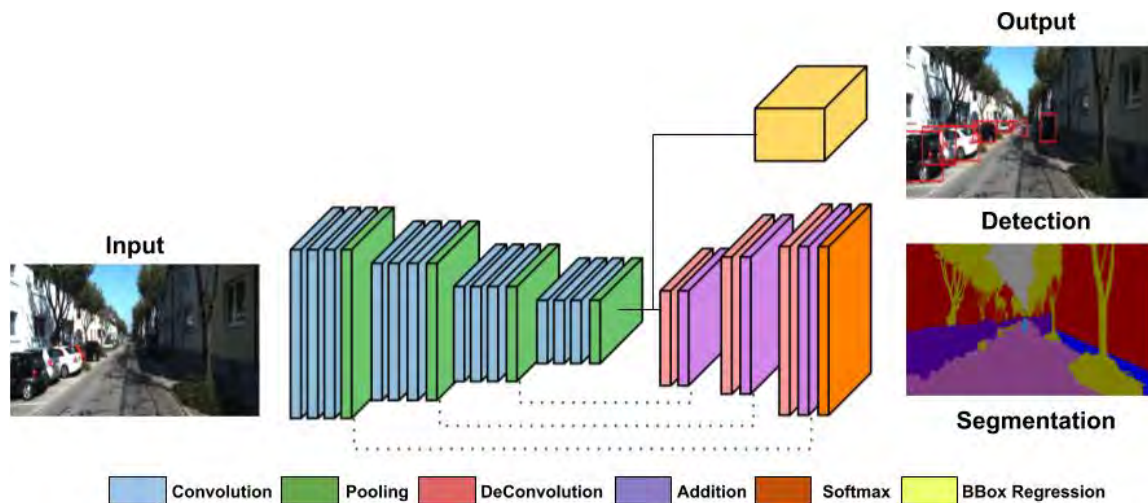 Output
Input
Detection
Segmentation
Convolution
Pooling
DeConvolution
Addition
Softmax
BBox Regression